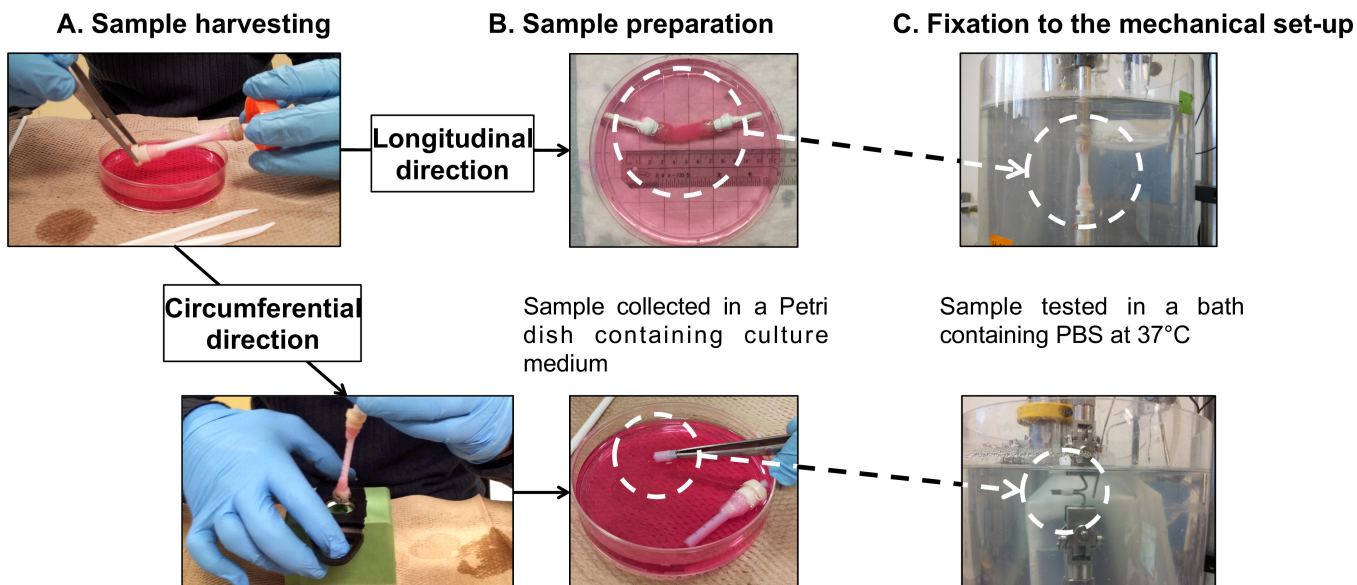 A. Sample harvesting
B. Sample preparation
C. Fixation to the mechanical set-up
Longitudinal
direction
Circumferential
direction
Sample collected in a Petri
dish containing culture
medium
Sample tested in a bath
containing PBS at 37°C